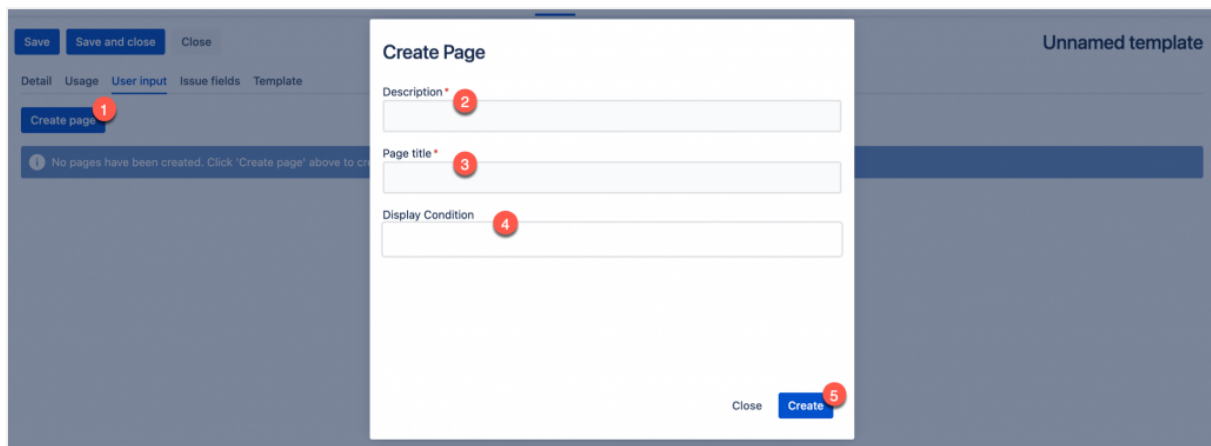 Save Save and close Close
Unnamed template
Detail Usage User input Issue fields Template
1
Create page
No pages have been created. Click 'Create page' above to cr
Create Page
Description *
2
Page title *
3
Display Condition
4
Close Create
5